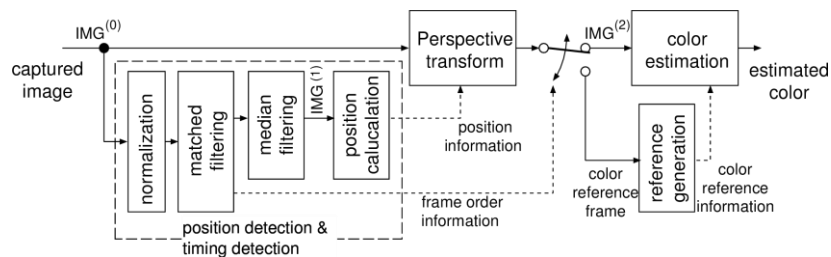 IMG(0)
captured
image
normalization
matched
filtering
median
filtering
IMG(1)
position
calucalation
position detection &
timing detection
Perspective
transform
position
information
frame order
information
IMG(2)
color
estimation
estimated
color
color
reference
frame
reference
generation
color
reference
information